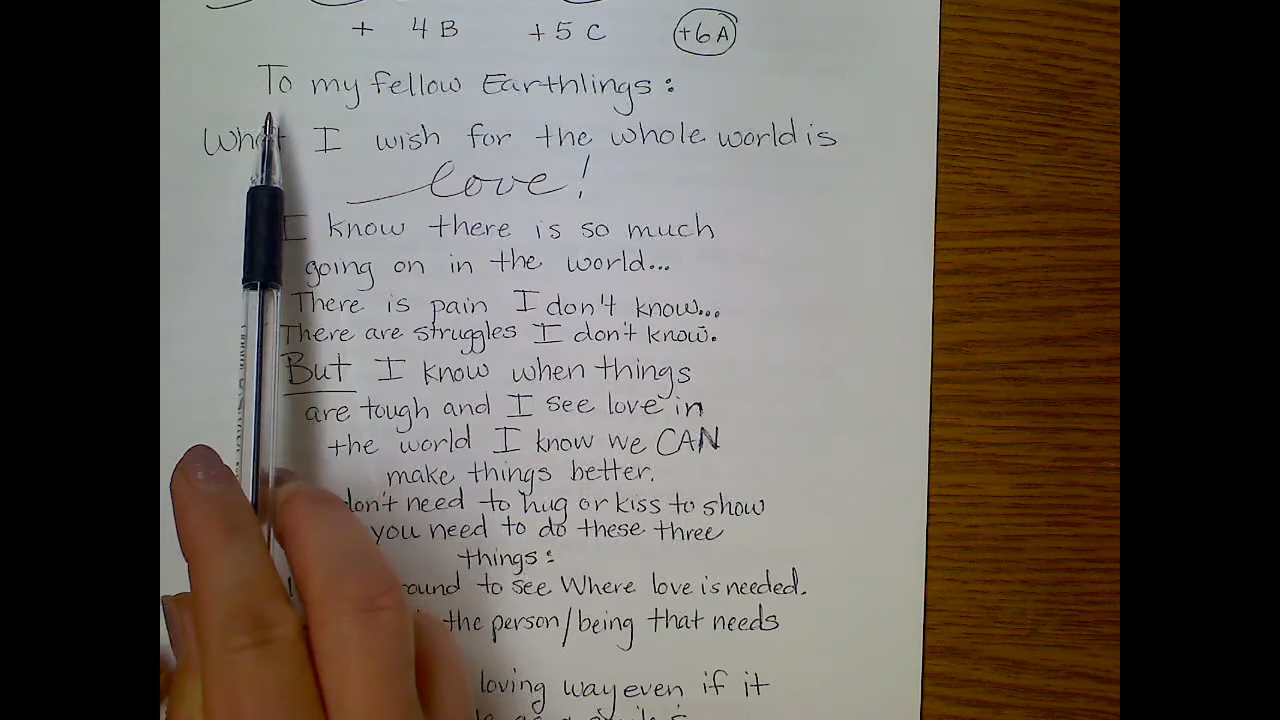 + 4B +5C +6A
To my fellow Earthlings:
What I wish for the whole world is
love!
I know there is so much
going on in the world...
There is pain I don't know...
There are struggles I don't know.
But I know when things
are tough and I see love in
the world I know we CAN
make things better.
don't need to hug or kiss to show
you need to do these three
things:
to see Where love is needed.
the person/being that needs
loving way even if it